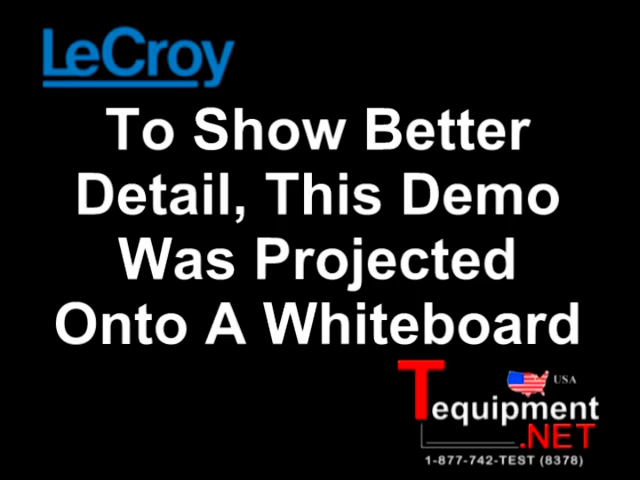 LeCroy
To Show Better
Detail, This Demo
Was Projected
Onto A Whiteboard
USA
Tequipment
.NET
1-877-742-TEST (8378)